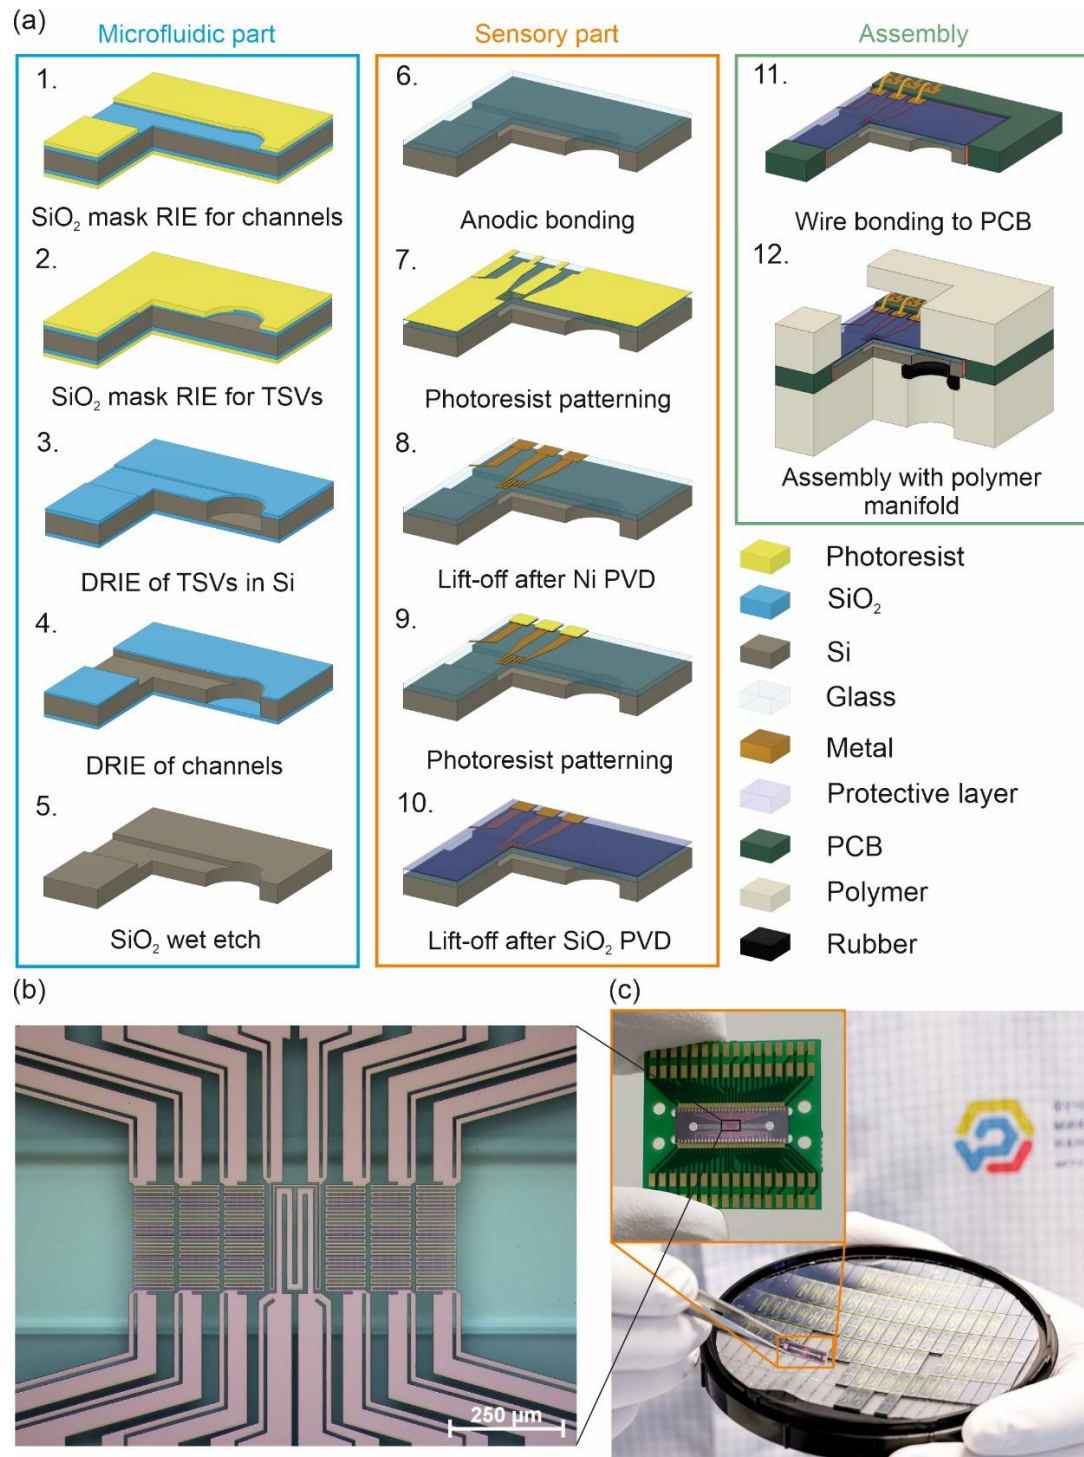 (a)
Microfluidic part
Sensory part
Assembly
1.
SiO₂ mask RIE for channels
2.
SiO₂ mask RIE for TSVs
3.
DRIE of TSVs in Si
4.
DRIE of channels
5.
SiO₂ wet etch
6.
Anodic bonding
7.
Photoresist patterning
8.
Lift-off after Ni PVD
9.
Photoresist patterning
10.
Lift-off after SiO₂ PVD
11.
Wire bonding to PCB
12.
Assembly with polymer
manifold
Photoresist
SiO₂
Si
Glass
Metal
Protective layer
PCB
Polymer
Rubber
(b)
250 µm
(c)